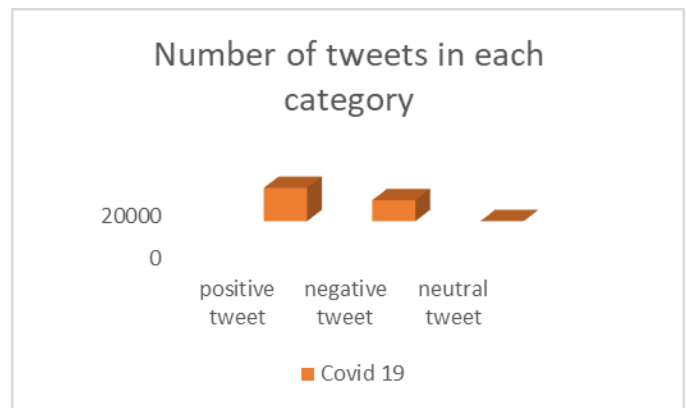 Number of tweets in each
category
20000
0
positive tweet
negative tweet
neutral tweet
Covid 19